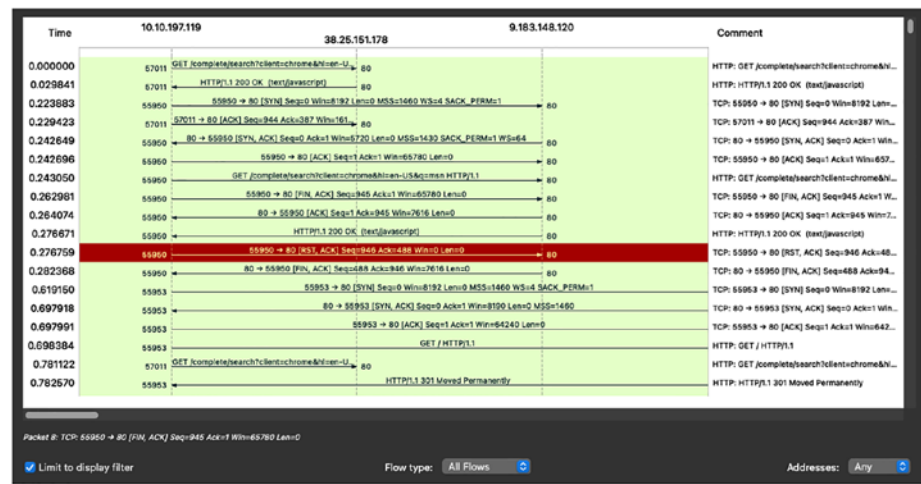 Time 10.10.197.119 38.25.151.178 9.183.148.120 Comment
0.000000 57011 GET /complete/search?client=chrome&hl=en-U... 80 HTTP: GET /complete/search?client=chrome&hl...
0.029841 57011 HTTP/1.1 200 OK (text/javascript) 80 HTTP: HTTP/1.1 200 OK (text/javascript)
0.223883 55950 55950 → 80 [SYN] Seq=0 Win=8192 Len=0 MSS=1460 WS=4 SACK_PERM=1 80 TCP: 55950 → 80 [SYN] Seq=0 Win=8192 Len=...
0.229423 57011 57011 → 80 [ACK] Seq=944 Ack=387 Win=161... 80 TCP: 57011 → 80 [ACK] Seq=944 Ack=387 Win...
0.242649 55950 80 → 55950 [SYN, ACK] Seq=0 Ack=1 Win=5720 Len=0 MSS=1430 SACK_PERM=1 WS=64 80 TCP: 80 → 55950 [SYN, ACK] Seq=0 Ack=1 Win...
0.242696 55950 55950 → 80 [ACK] Seq=1 Ack=1 Win=65780 Len=0 80 TCP: 55950 → 80 [ACK] Seq=1 Ack=1 Win=657...
0.243050 55950 GET /complete/search?client=chrome&hl=en-US&q=msn HTTP/1.1 80 HTTP: GET /complete/search?client=chrome&hl...
0.262981 55950 55950 → 80 [FIN, ACK] Seq=945 Ack=1 Win=65780 Len=0 80 TCP: 55950 → 80 [FIN, ACK] Seq=945 Ack=1 W...
0.264074 55950 80 → 55950 [ACK] Seq=1 Ack=945 Win=7616 Len=0 80 TCP: 80 → 55950 [ACK] Seq=1 Ack=945 Win=7...
0.276671 55950 HTTP/1.1 200 OK (text/javascript) 80 HTTP: HTTP/1.1 200 OK (text/javascript)
0.276759 55950 55950 → 80 [RST, ACK] Seq=946 Ack=488 Win=0 Len=0 80 TCP: 55950 → 80 [RST, ACK] Seq=946 Ack=48...
0.282368 55950 80 → 55950 [FIN, ACK] Seq=488 Ack=946 Win=7616 Len=0 80 TCP: 80 → 55950 [FIN, ACK] Seq=488 Ack=94...
0.619150 55953 55953 → 80 [SYN] Seq=0 Win=8192 Len=0 MSS=1460 WS=4 SACK_PERM=1 TCP: 55953 → 80 [SYN] Seq=0 Win=8192 Len=...
0.697918 55953 80 → 55953 [SYN, ACK] Seq=0 Ack=1 Win=8190 Len=0 MSS=1460 TCP: 80 → 55953 [SYN, ACK] Seq=0 Ack=1 Win...
0.697991 55953 55953 → 80 [ACK] Seq=1 Ack=1 Win=64240 Len=0 TCP: 55953 → 80 [ACK] Seq=1 Ack=1 Win=642...
0.698384 55953 GET / HTTP/1.1 HTTP: GET / HTTP/1.1
0.781122 57011 GET /complete/search?client=chrome&hl=en-U... 80 HTTP: GET /complete/search?client=chrome&hl...
0.782570 55953 HTTP/1.1 301 Moved Permanently HTTP: HTTP/1.1 301 Moved Permanently
Packet 8: TCP: 55950 → 80 [FIN, ACK] Seq=945 Ack=1 Win=65780 Len=0
Limit to display filter Flow type: All Flows Addresses: Any